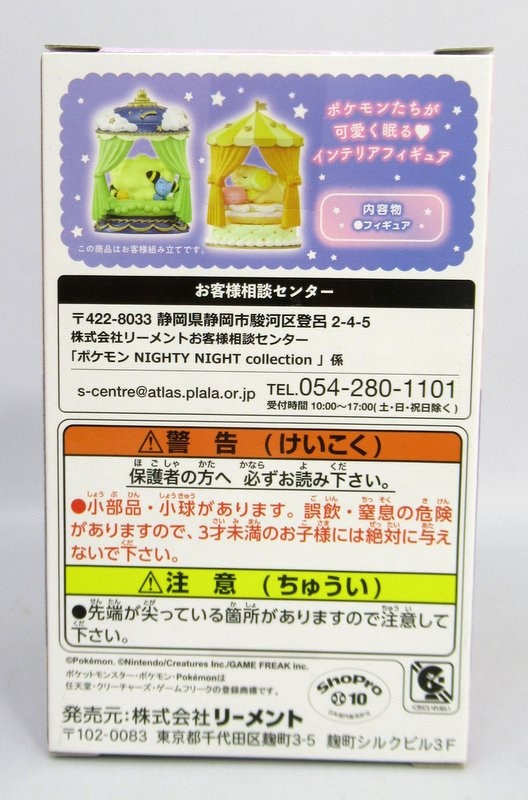 ポケモンたちが
可愛く眠る♥
インテリアフィギュア
内容物
●フィギュア
この商品はお客様組み立てです。
お客様相談センター
〒422-8033 静岡県静岡市駿河区登呂 2-4-5
株式会社リーメントお客様相談センター
「ポケモン NIGHTY NIGHT collection 」係
s-centre@atlas.plala.or.jp TEL.054-280-1101
受付時間 10:00～17:00( 土・日・祝日除く )
⚠警 告 (けいこく)
保護者の方へ 必ずお読み下さい。
●小部品・小球があります。誤飲・窒息の危険
がありますので、3才未満のお子様には絶対に与え
ないで下さい。
⚠注 意 (ちゅうい)
●先端が尖っている箇所がありますので注意して
下さい。
©Pokémon. ©Nintendo/Creatures Inc./GAME FREAK inc.
ポケットモンスター・ポケモン・Pokémonは
任天堂・クリーチャーズ・ゲームフリークの登録商標です。
ShoPro
10
くちにいれない
発売元:株式会社リーメント
〒102-0083 東京都千代田区麹町3-5 麹町シルクビル3F